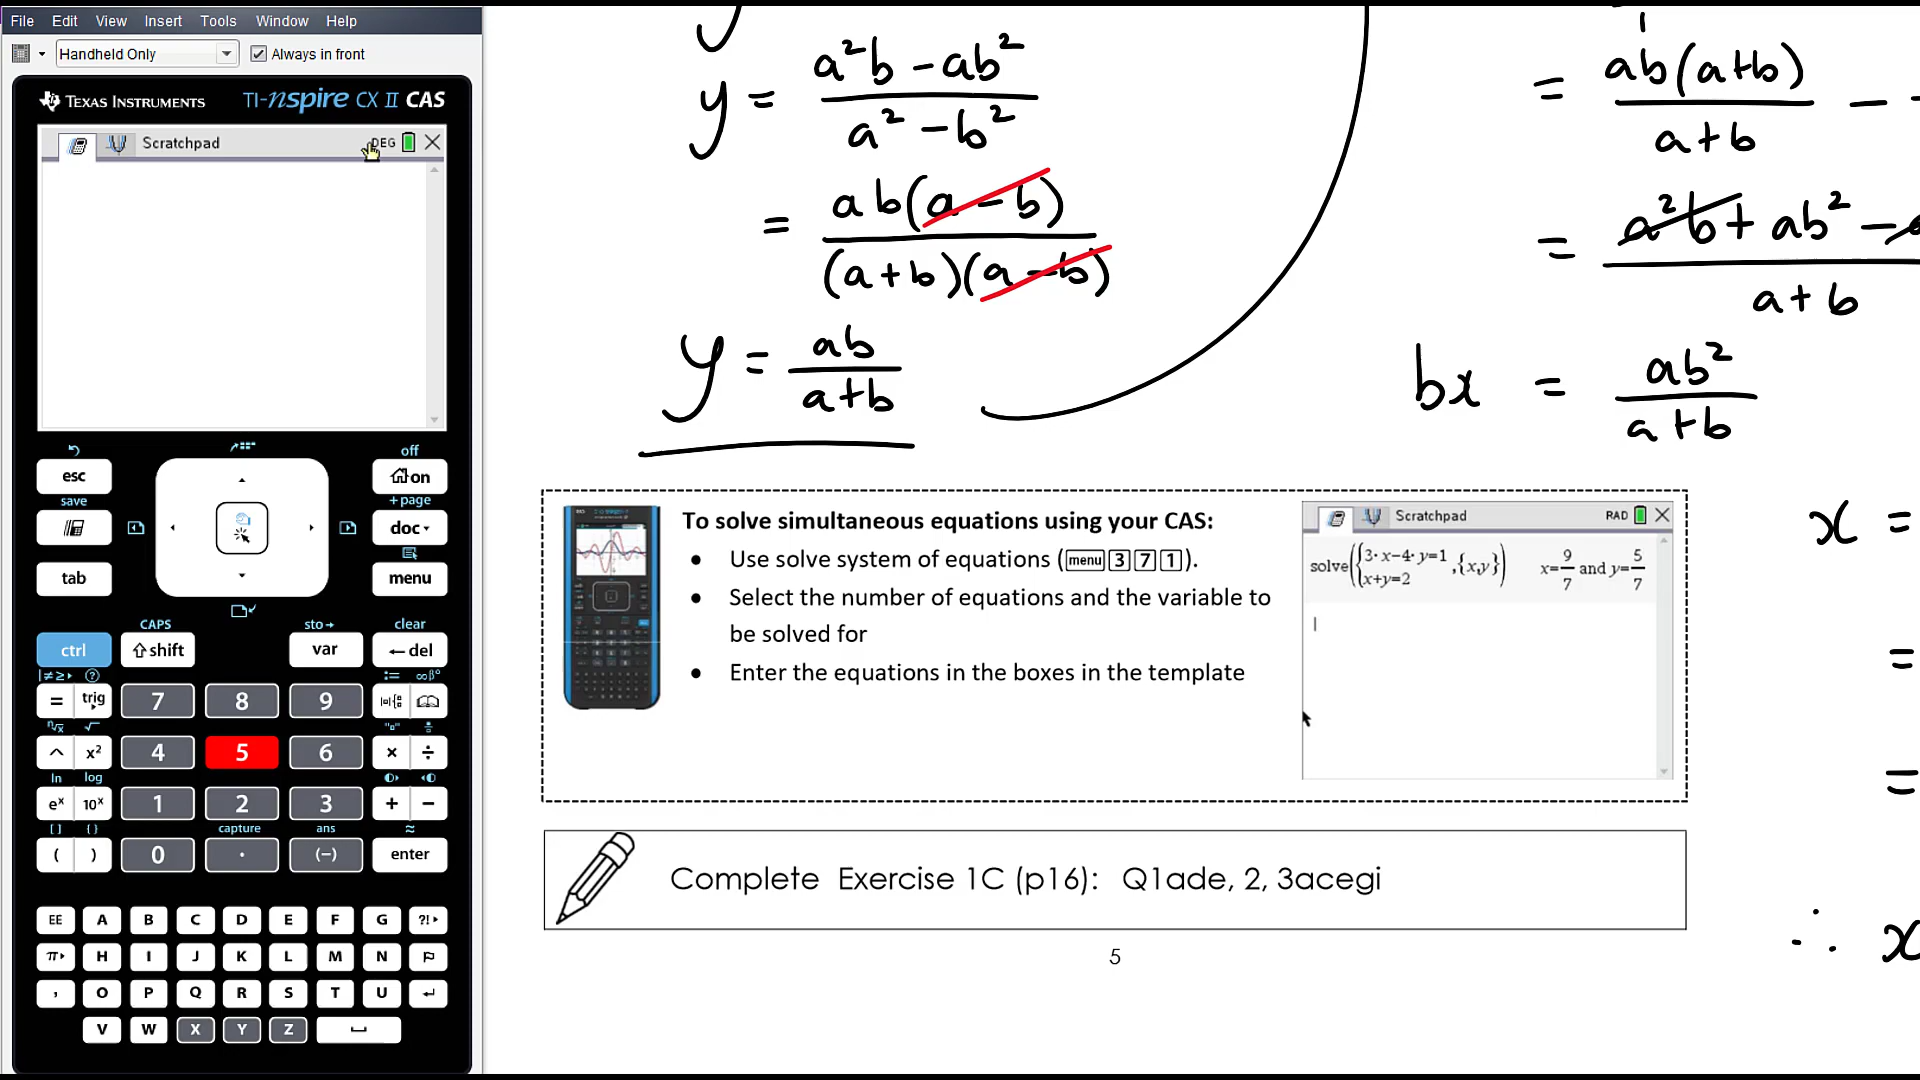 File Edit View Insert Tools Window Help
Handheld Only Always in front
TEXAS INSTRUMENTS TI-nspire CX II CAS
Scratchpad DEG
off
esc on
save + page
doc
tab menu
CAPS sto→ clear
ctrl ⇧shift var ←del
= trig 7 8 9
^ x² 4 5 6 × ÷
ln log
eˣ 10ˣ 1 2 3 + −
[ ] { } capture ans ≈
( ) 0 . (−) enter
EE A B C D E F G ?!▸
π▸ H I J K L M N
, O P Q R S T U ↵
V W X Y Z
y = (a²b − ab²)/(a² − b²)
= ab(a − b)/((a + b)(a − b))
y = ab/(a + b)
= ab(a+b)/(a+b) −
= a²b + ab² − / a + b
bx = ab²/(a+b)
x =
=
=
∴ x
To solve simultaneous equations using your CAS:
• Use solve system of equations (menu 3 7 1).
• Select the number of equations and the variable to
be solved for
• Enter the equations in the boxes in the template
Scratchpad RAD
solve({3·x−4·y=1, x+y=2 ,{x,y}) x=9/7 and y=5/7
Complete Exercise 1C (p16): Q1ade, 2, 3acegi
5